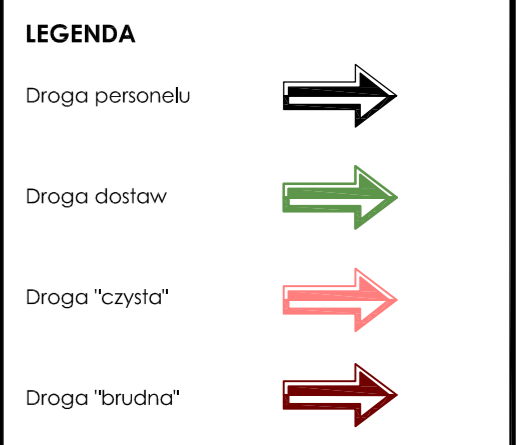 LEGENDA
Droga personelu
Droga dostaw
Droga "czysta"
Droga "brudna"